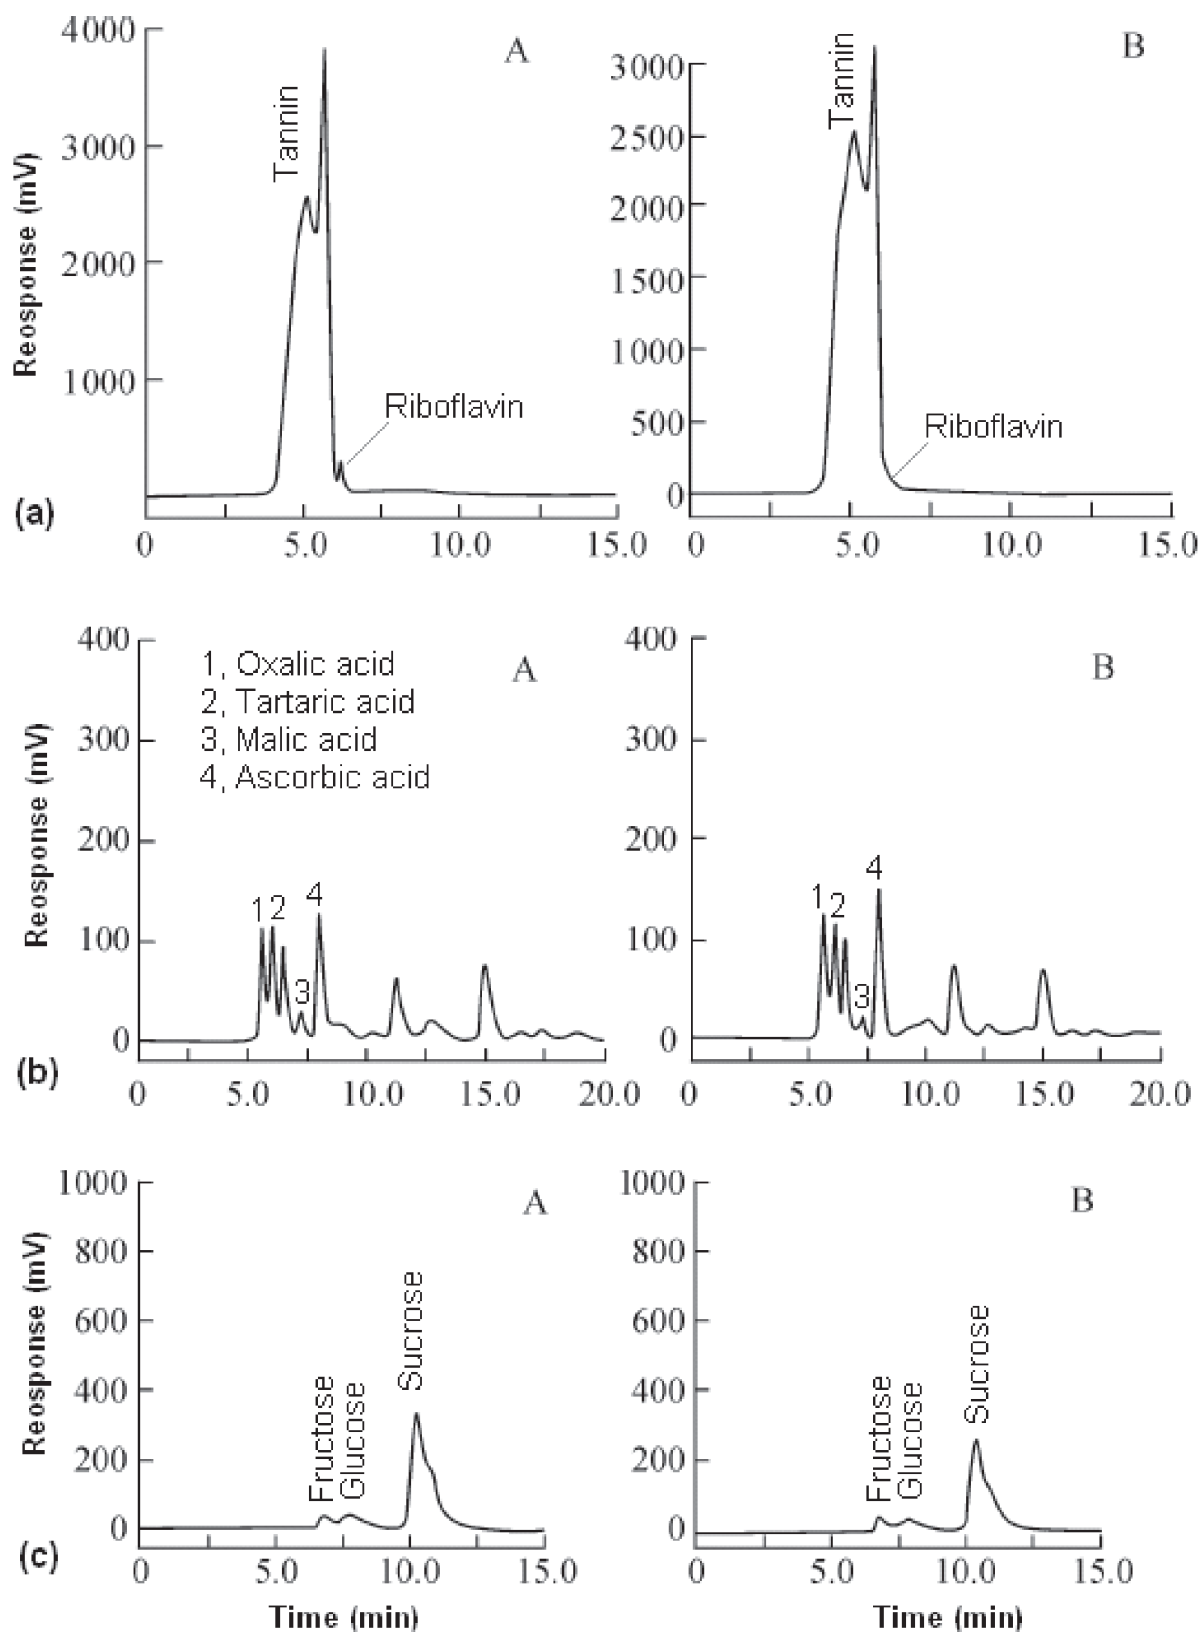 4000
3000
2000
1000
Reosponse (mV)
A
Tannin
Riboflavin
0
5.0
10.0
15.0
(a)
3000
2500
2000
1500
1000
500
0
B
Tannin
Riboflavin
0
5.0
10.0
15.0
400
300
200
100
0
Reosponse (mV)
1, Oxalic acid
2, Tartaric acid
3, Malic acid
4, Ascorbic acid
A
1 2
3
4
0
5.0
10.0
15.0
20.0
(b)
400
300
200
100
0
B
1 2
3
4
0
5.0
10.0
15.0
20.0
1000
800
600
400
200
0
Reosponse (mV)
A
Fructose
Glucose
Sucrose
0
5.0
10.0
15.0
Time (min)
(c)
1000
800
600
400
200
0
B
Fructose
Glucose
Sucrose
0
5.0
10.0
15.0
Time (min)